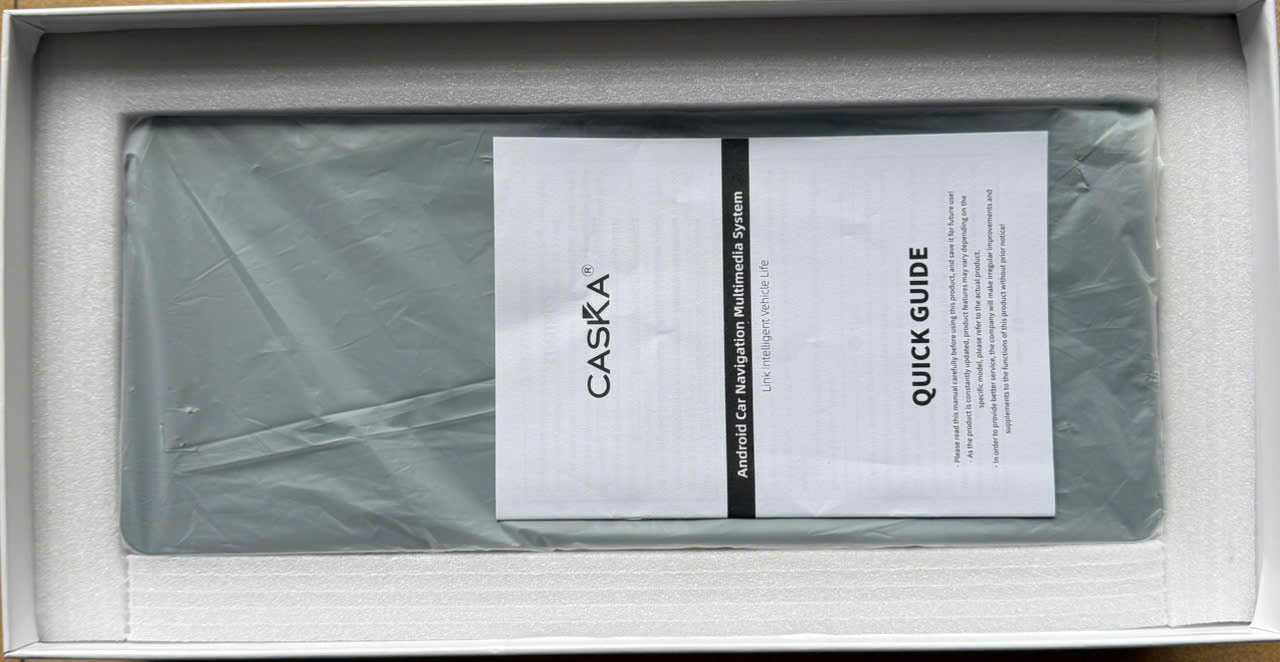 CASKA®
Android Car Navigation Multimedia System
Link Intelligent Vehicle Life
QUICK GUIDE
· Please read this manual carefully before using this product, and save it for future use!
· As the product is constantly updated, product features may vary depending on the
specific model, please refer to the actual product.
· In order to provide better service, the company will make irregular improvements and
supplements to the functions of this product without prior notice!